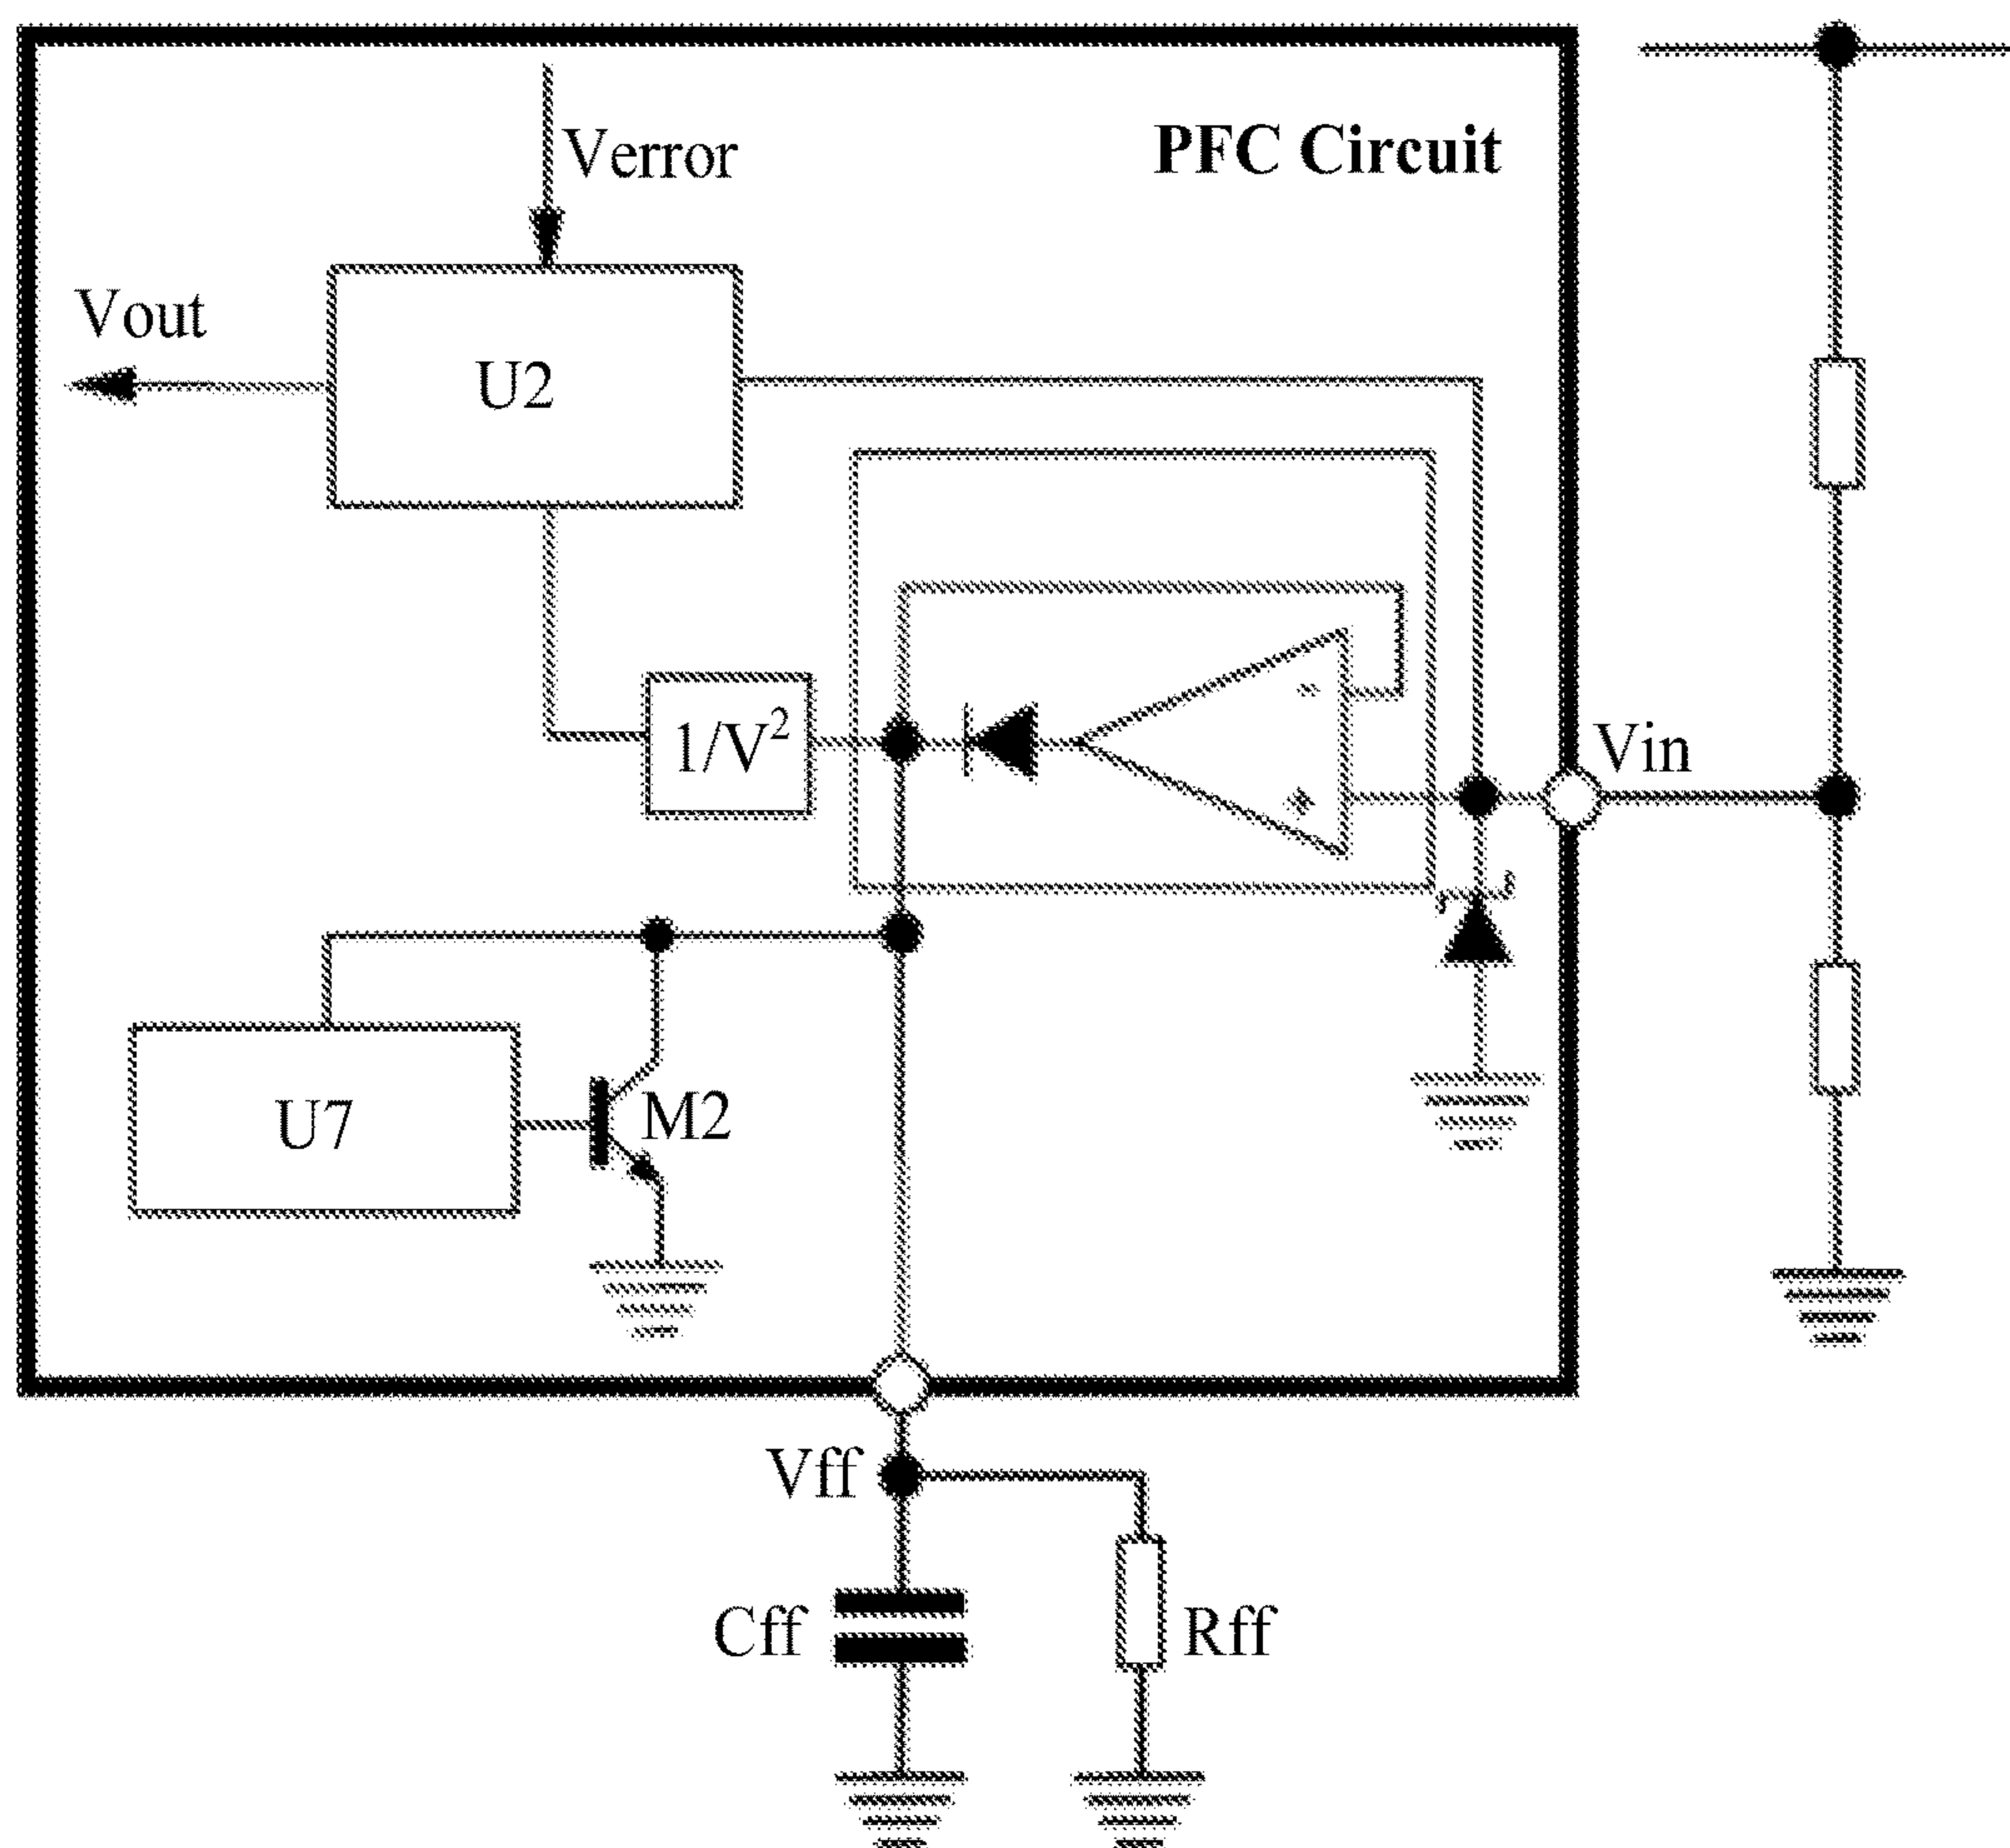 PFC Circuit
Verror
Vout
U2
1/V²
Vin
-
+
U7
M2
Vff
Cff
Rff